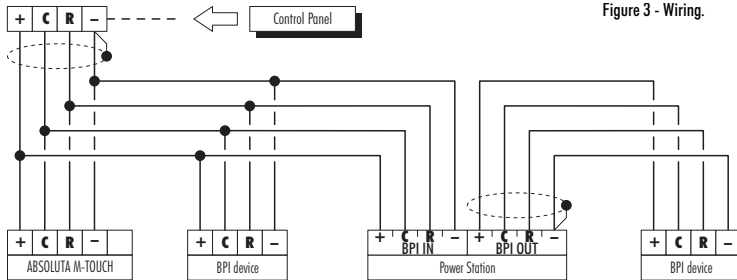 Figure 3 - Wiring.
+ C R –
Control Panel
+ C R –
ABSOLUTA M-TOUCH
+ C R –
BPI device
+ C R – + C R –
BPI IN BPI OUT
Power Station
+ C R –
BPI device